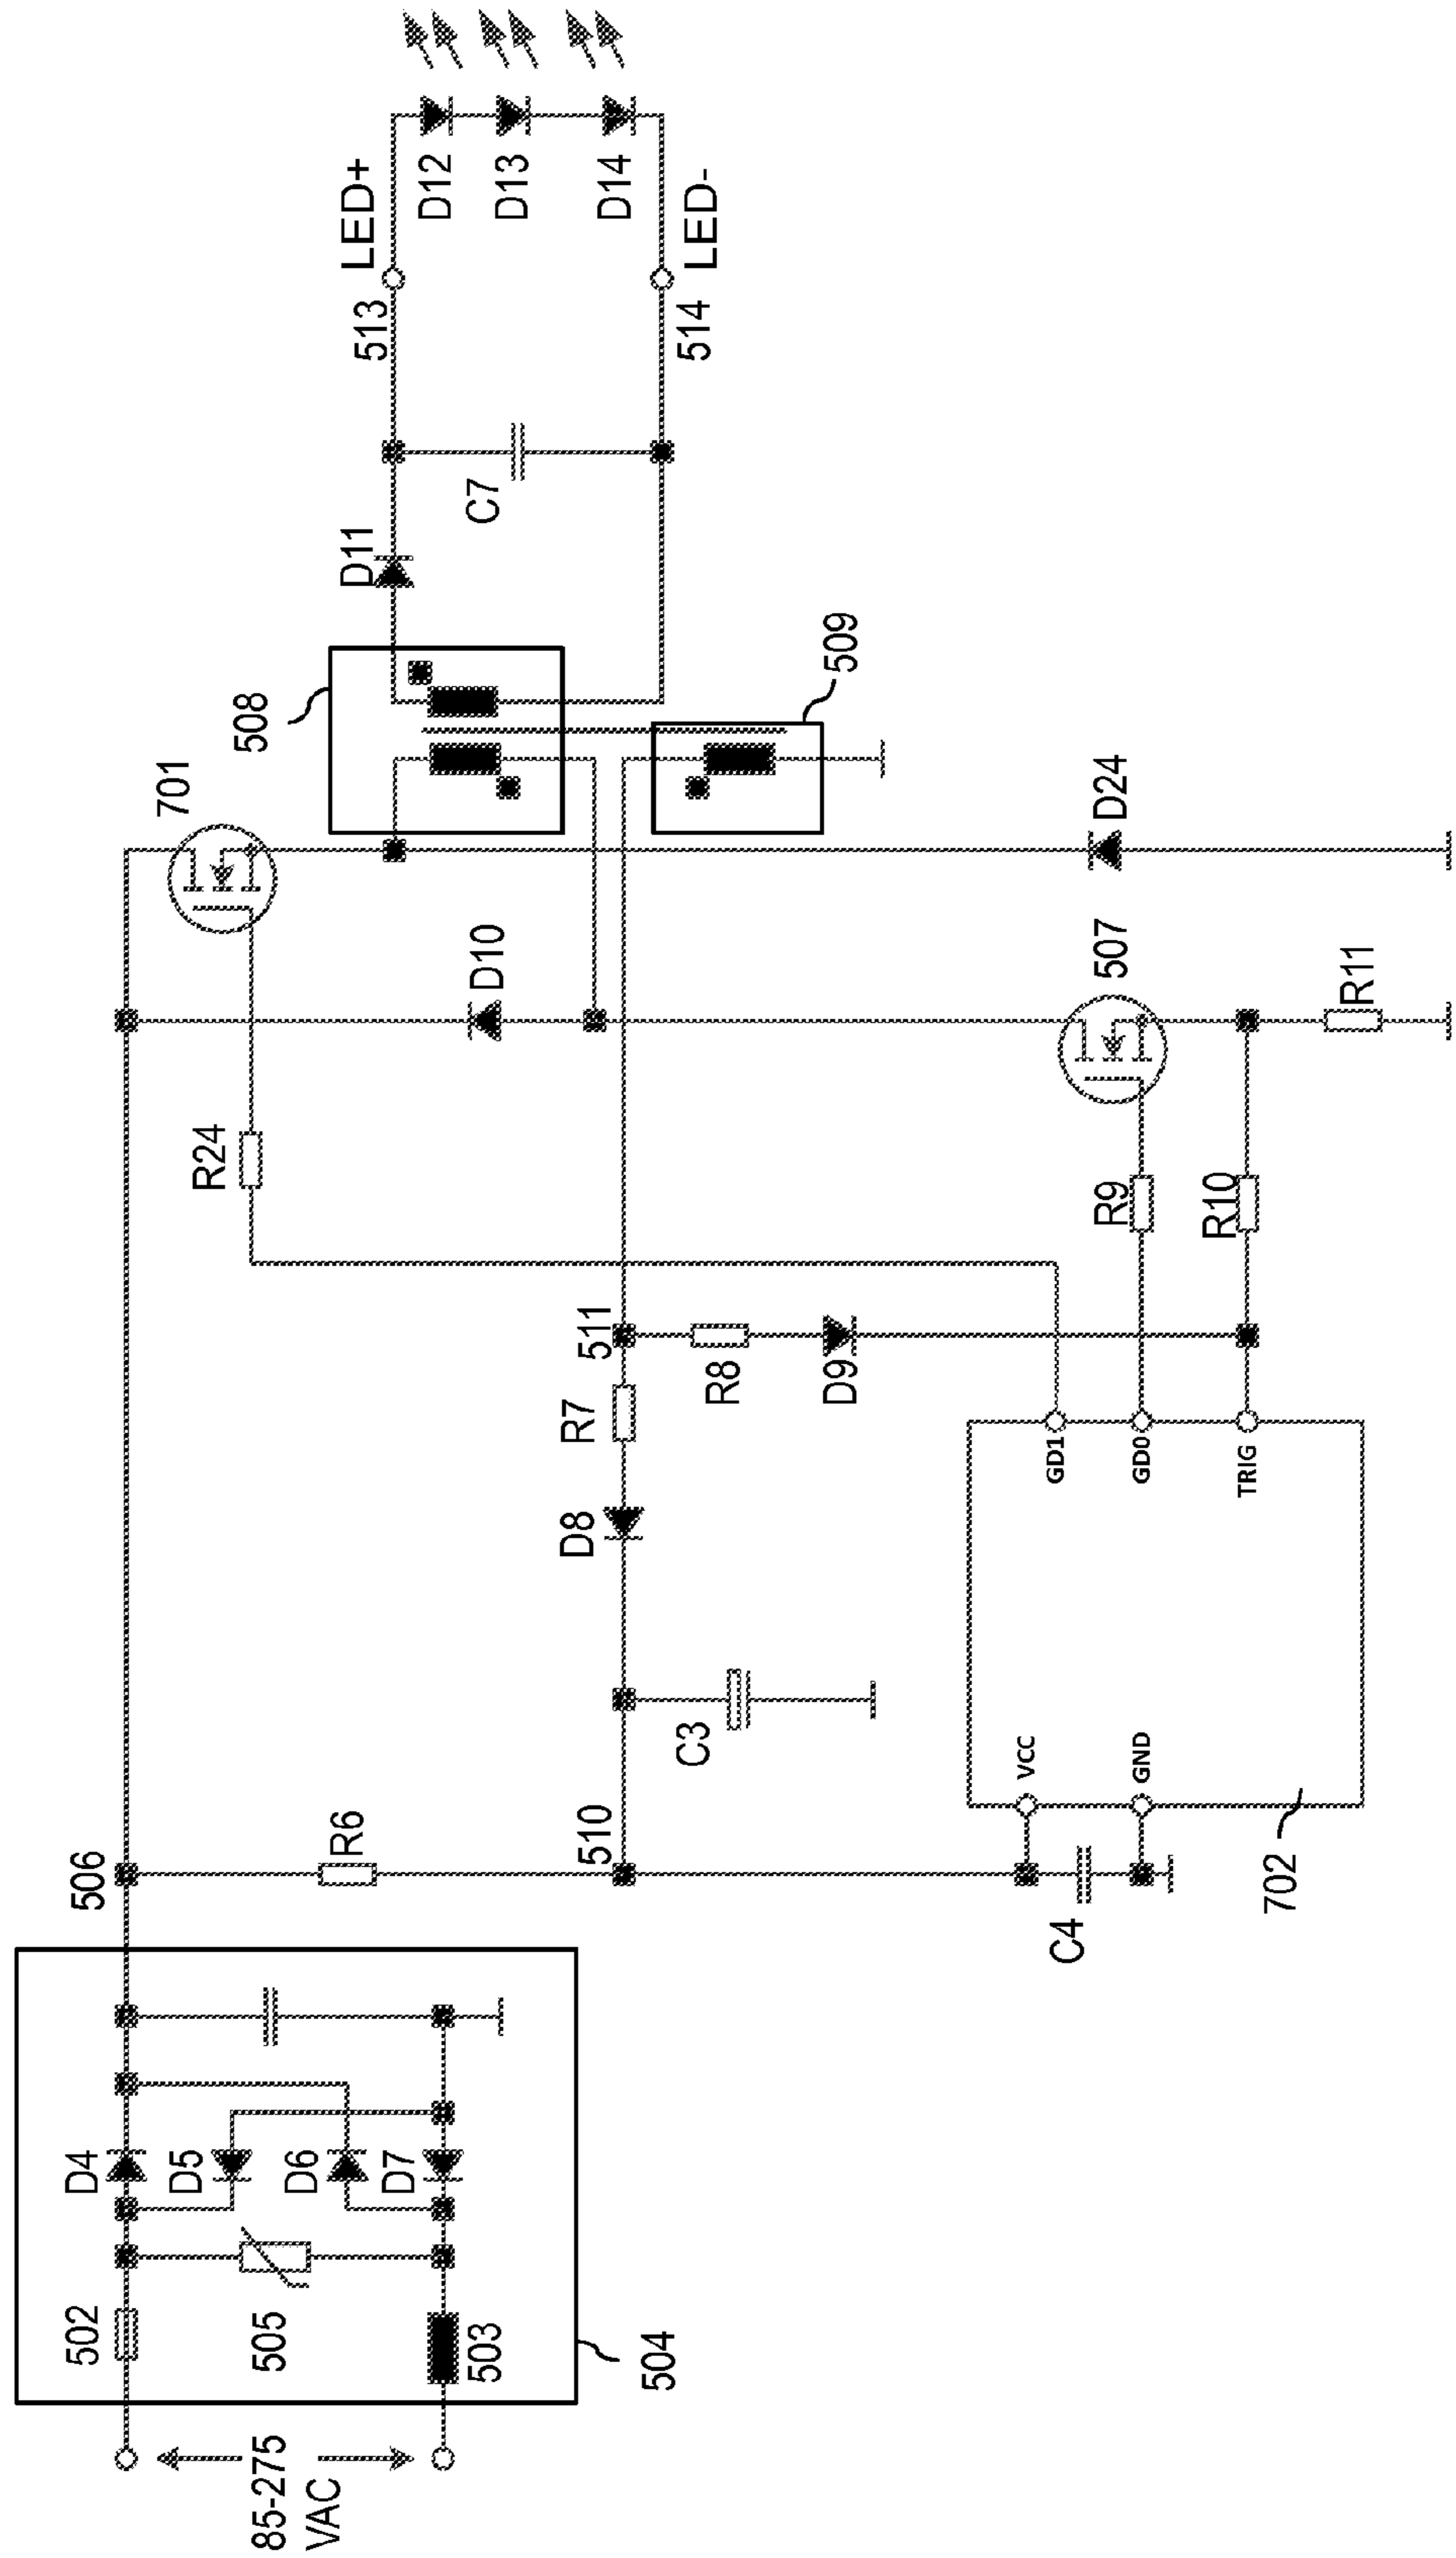 85-275
VAC
502
505
503
504
D4
D5
D6
D7
506
R6
510
C3
C4
702
VCC
GND
GD1
GD0
TRIG
D8
R7
511
R8
D9
R24
R9
R10
D10
507
R11
701
D24
508
509
D11
C7
513
LED+
514
LED-
D12
D13
D14